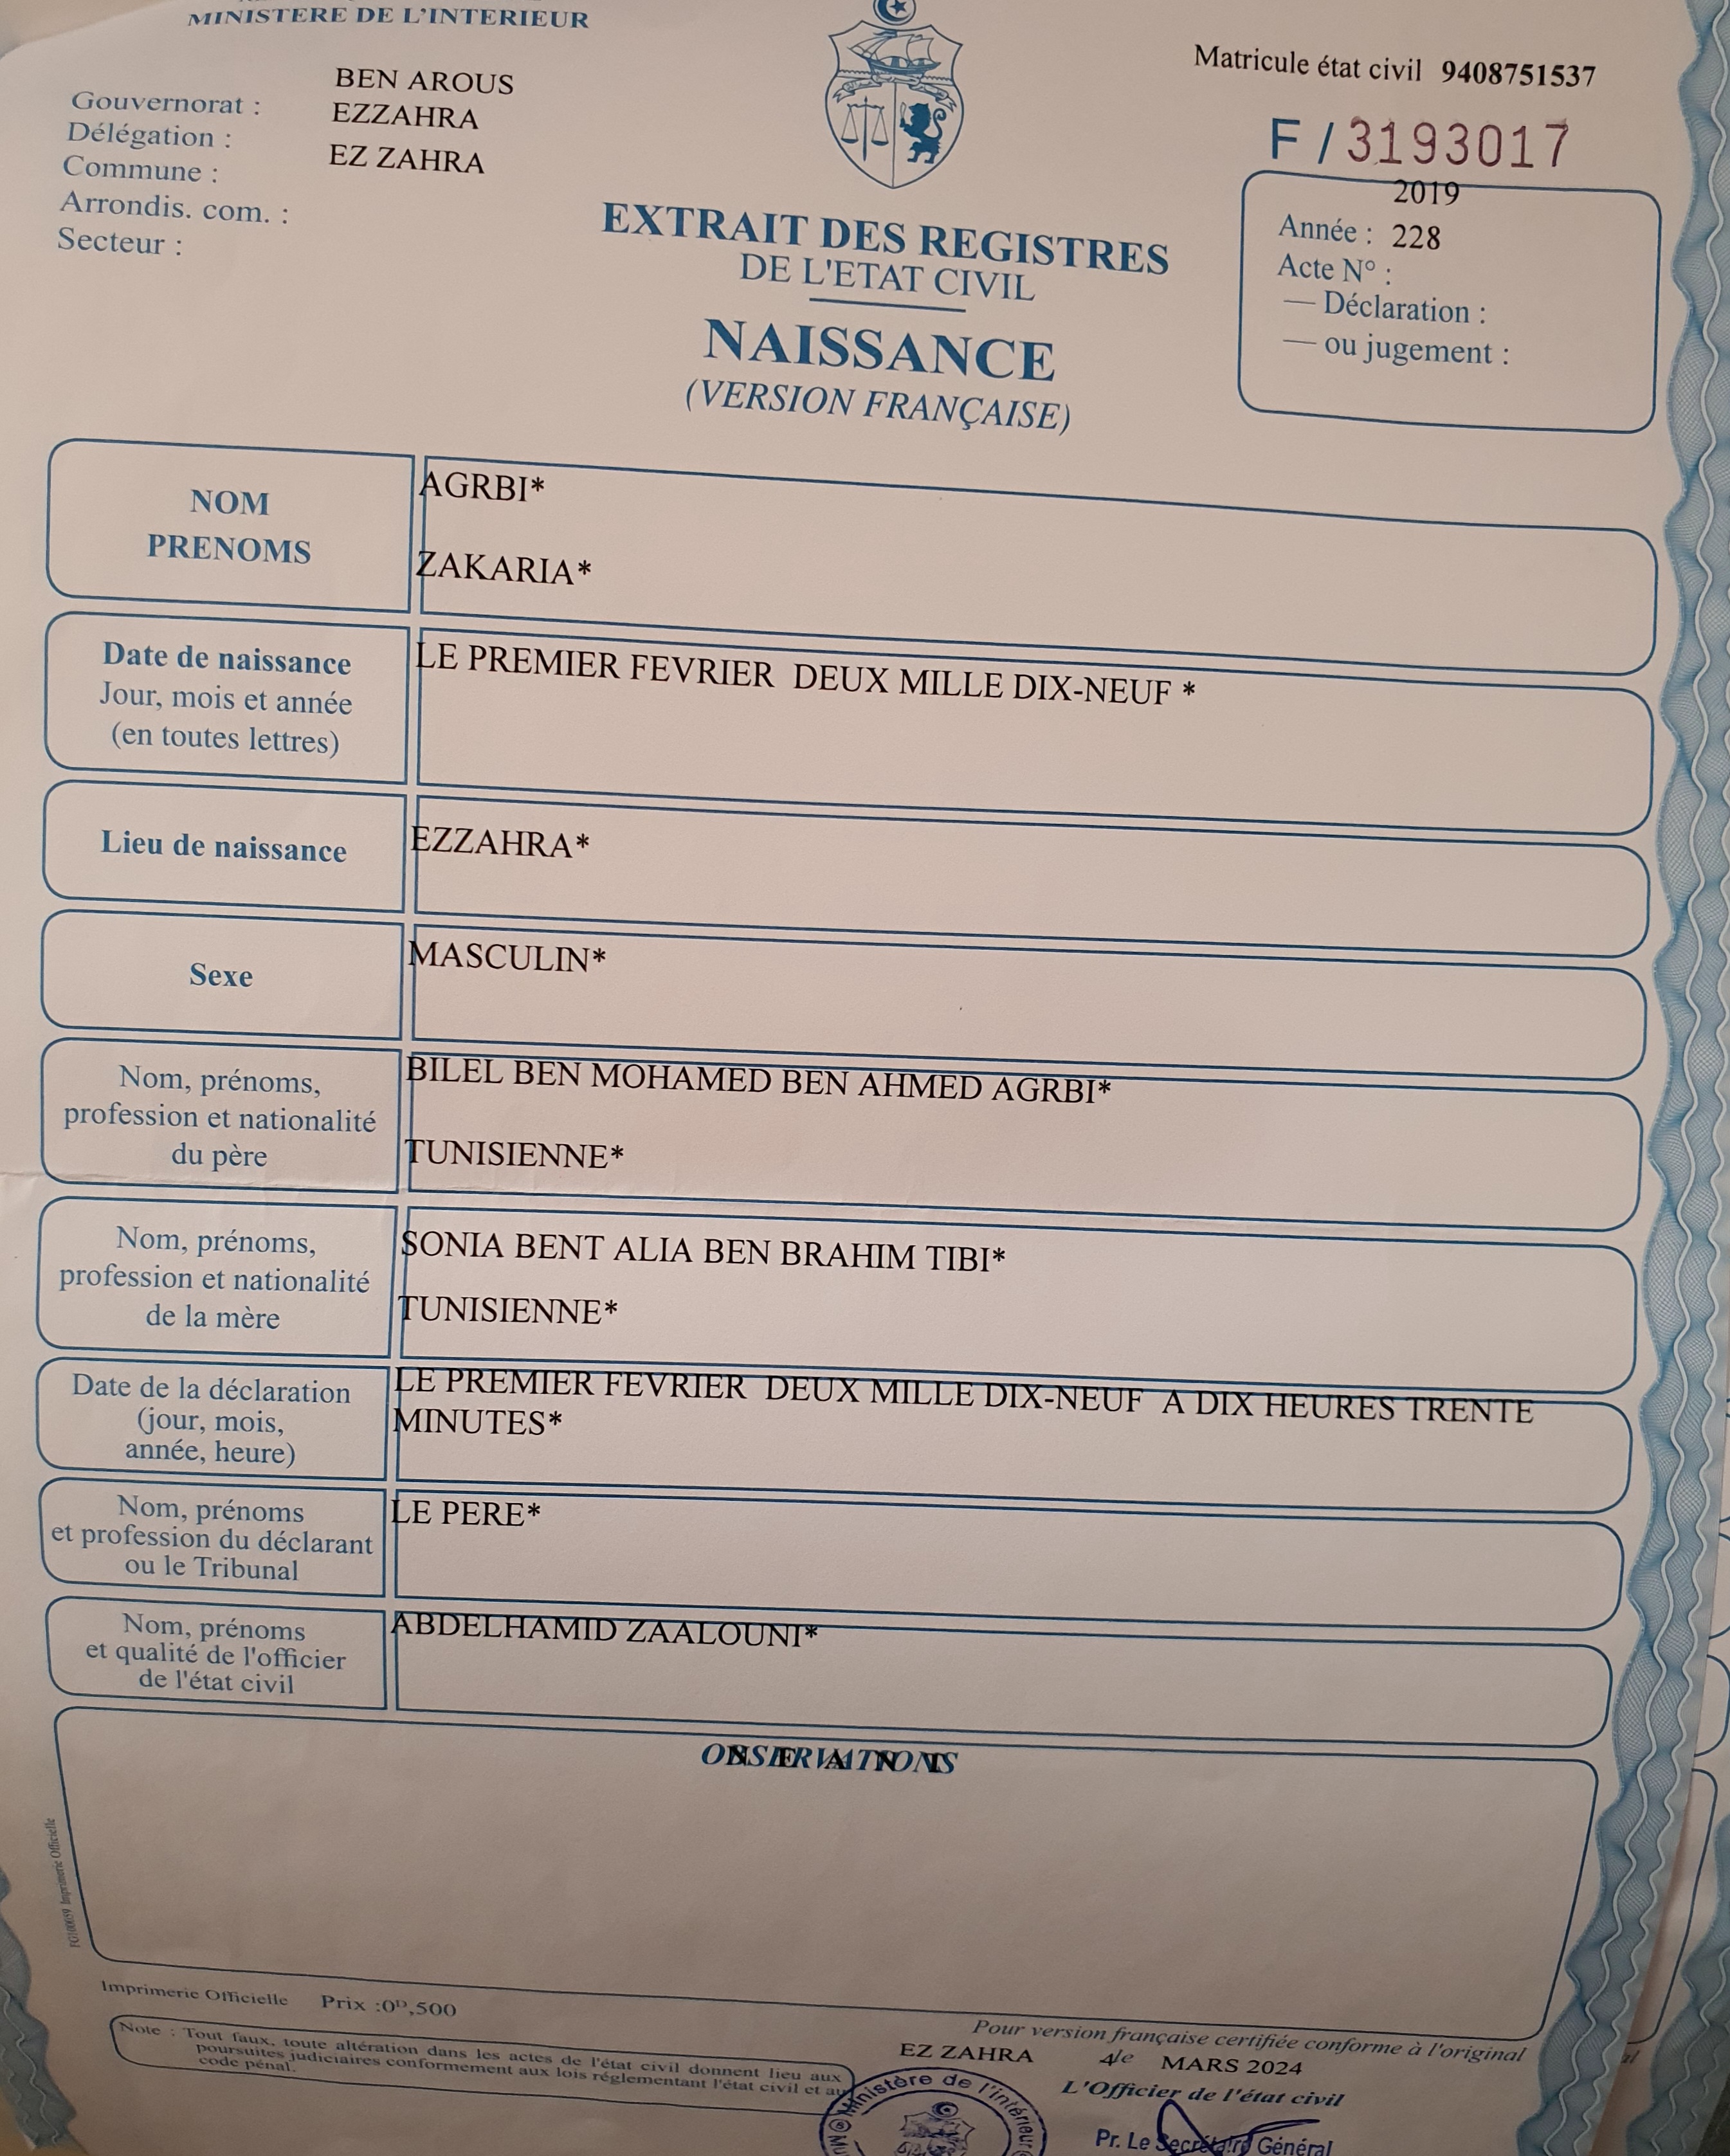 MINISTERE DE L'INTERIEUR
Gouvernorat : BEN AROUS
Délégation : EZZAHRA
Commune : EZ ZAHRA
Arrondis. com. :
Secteur :
Matricule état civil 9408751537
F / 3193017
2019
Année : 228
Acte N° :
— Déclaration :
— ou jugement :
EXTRAIT DES REGISTRES
DE L'ETAT CIVIL
NAISSANCE
(VERSION FRANÇAISE)
NOM
PRENOMS
AGRBI*
ZAKARIA*
Date de naissance
Jour, mois et année
(en toutes lettres)
LE PREMIER FEVRIER DEUX MILLE DIX-NEUF *
Lieu de naissance
EZZAHRA*
Sexe
MASCULIN*
Nom, prénoms,
profession et nationalité
du père
BILEL BEN MOHAMED BEN AHMED AGRBI*
TUNISIENNE*
Nom, prénoms,
profession et nationalité
de la mère
SONIA BENT ALIA BEN BRAHIM TIBI*
TUNISIENNE*
Date de la déclaration
(jour, mois,
année, heure)
LE PREMIER FEVRIER DEUX MILLE DIX-NEUF A DIX HEURES TRENTE
MINUTES*
Nom, prénoms
et profession du déclarant
ou le Tribunal
LE PERE*
Nom, prénoms
et qualité de l'officier
de l'état civil
ABDELHAMID ZAALOUNI*
OBSERVATIONS
N E A N T
Imprimerie Officielle Prix :0ᴰ,500
Note : Tout faux, toute altération dans les actes de l'état civil donnent lieu aux
poursuites judiciaires conformement aux lois réglementant l'état civil et au
code pénal.
Pour version française certifiée conforme à l'original
EZ ZAHRA 4le MARS 2024
L'Officier de l'état civil
Pr. Le Secrétaire Général
Ministère de l'intérieur